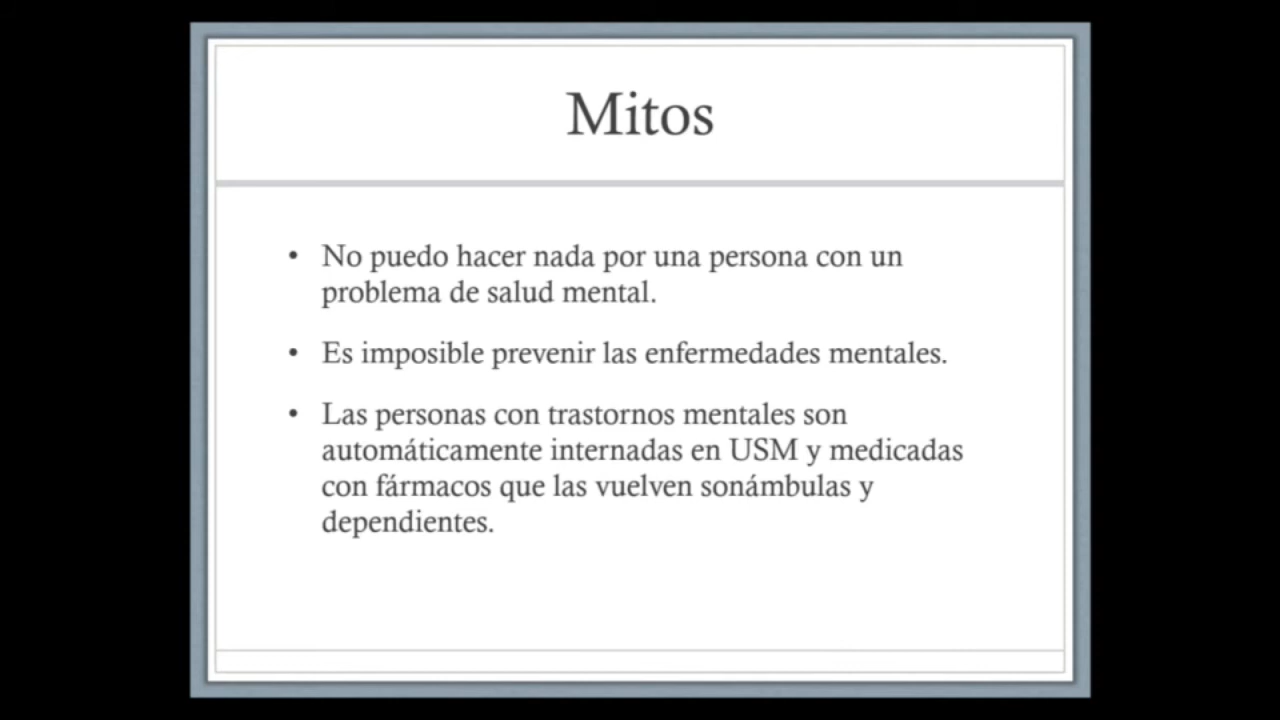 Mitos
• No puedo hacer nada por una persona con un
problema de salud mental.
• Es imposible prevenir las enfermedades mentales.
• Las personas con trastornos mentales son
automáticamente internadas en USM y medicadas
con fármacos que las vuelven sonámbulas y
dependientes.